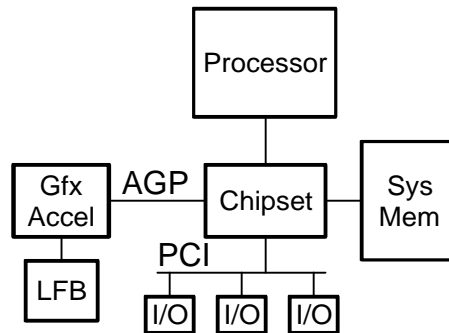 Processor
Gfx
Accel
AGP
Chipset
Sys
Mem
PCI
LFB
I/O
I/O
I/O